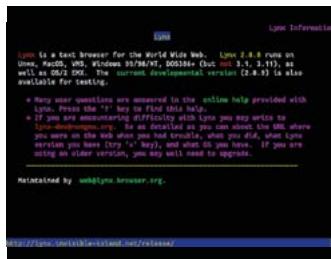 Lynx Informatio
Lynx
Lynx is a text browser for the World Wide Web. Lynx 2.8.8 runs on
Un*x, MacOS, VMS, Windows 95/98/NT, DOS386+ (but not 3.1, 3.11), as
well as OS/2 EMX. The current developmental version (2.8.9) is also
available for testing.
* Many user questions are answered in the online help provided with
Lynx. Press the '?' key to find this help.
* If you are encountering difficulty with Lynx you may write to
lynx-dev@nongnu.org. Be as detailed as you can about the URL where
you were on the Web when you had trouble, what you did, what Lynx
version you have (try '=' key), and what OS you have. If you are
using an older version, you may well need to upgrade.
Maintained by web@lynx.browser.org.
http://lynx.invisible-island.net/release/